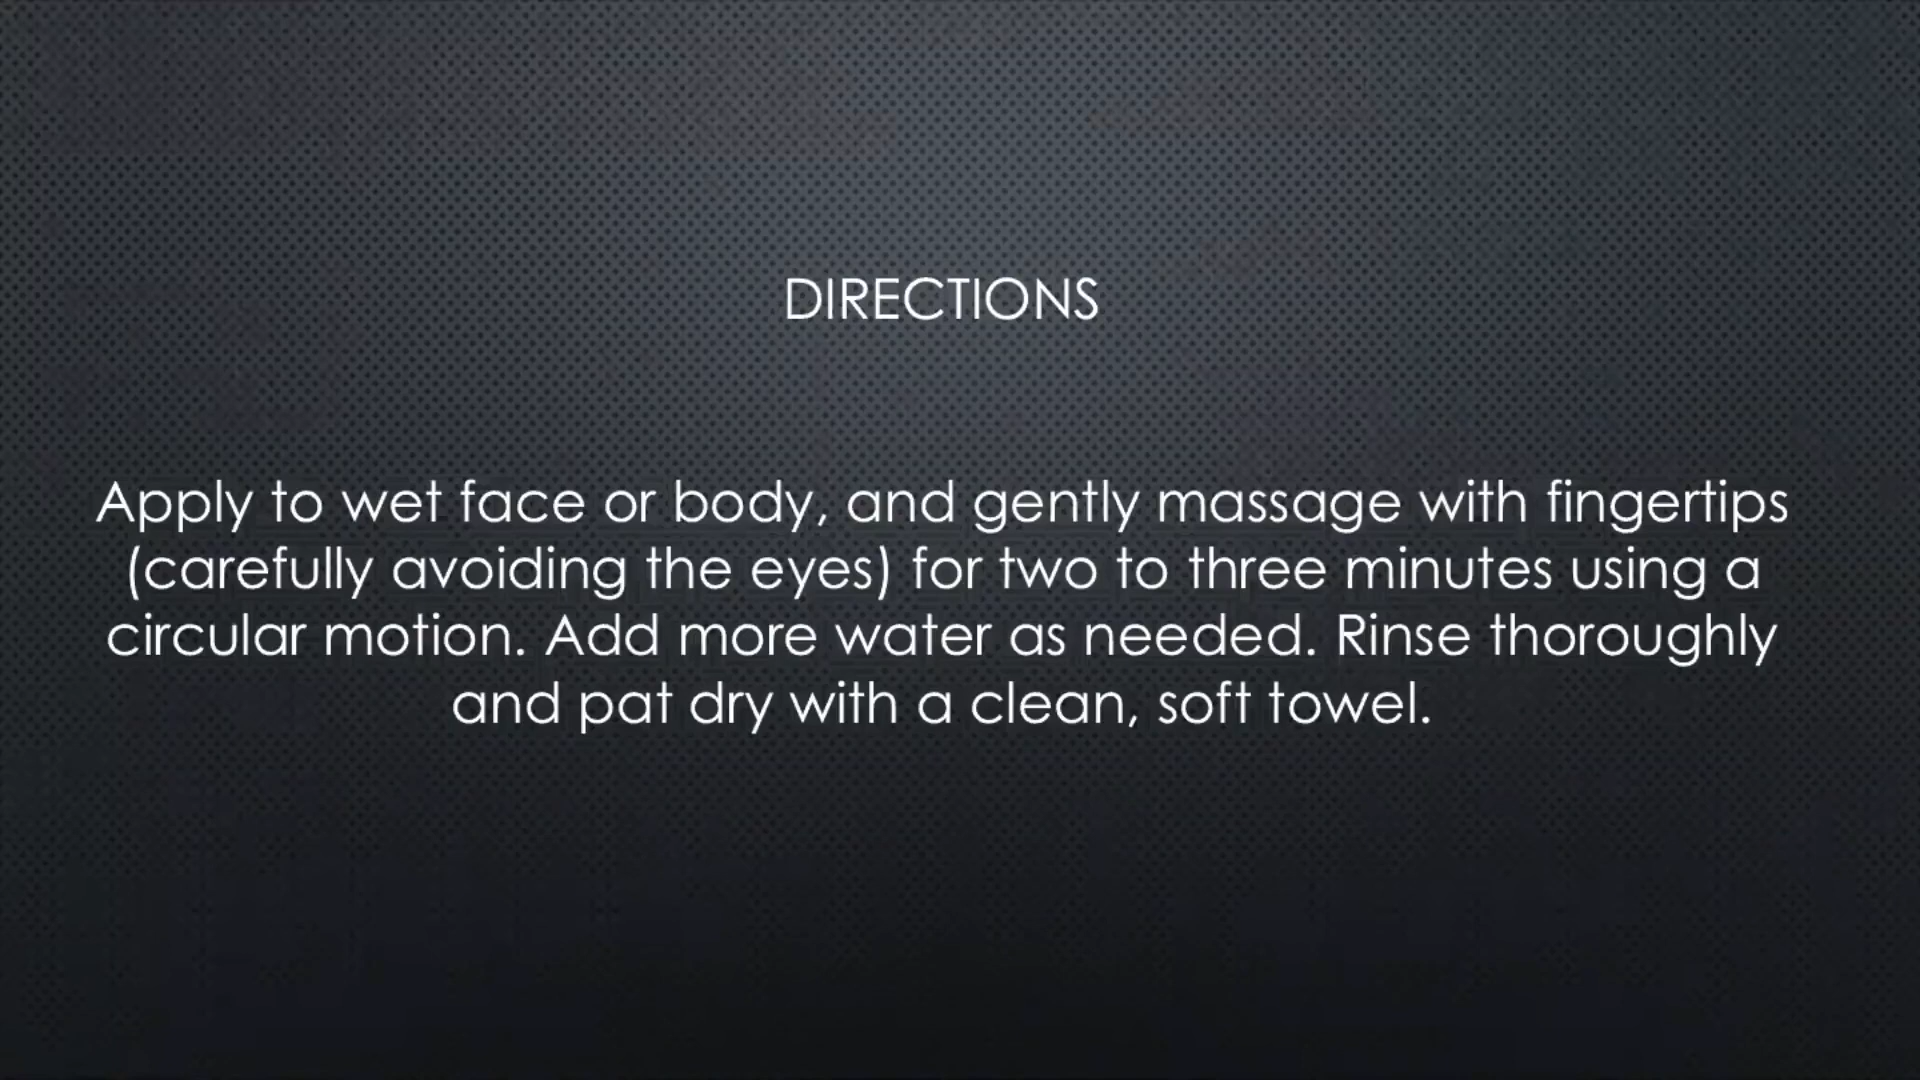 DIRECTIONS
Apply to wet face or body, and gently massage with fingertips
(carefully avoiding the eyes) for two to three minutes using a
circular motion. Add more water as needed. Rinse thoroughly
and pat dry with a clean, soft towel.